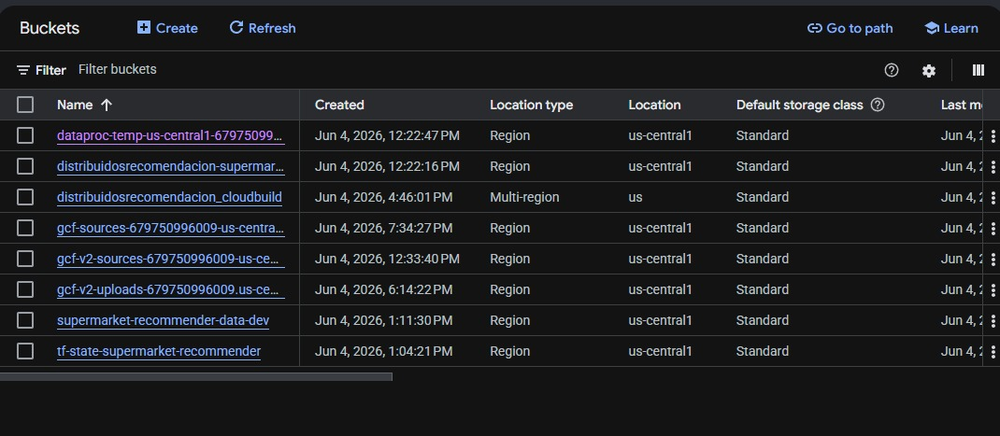 Buckets Create Refresh Go to path Learn
Filter Filter buckets
Name Created Location type Location Default storage class Last m
dataproc-temp-us-central1-67975099... Jun 4, 2026, 12:22:47 PM Region us-central1 Standard Jun 4, 2
distribuidosrecomendacion-supermar... Jun 4, 2026, 12:22:16 PM Region us-central1 Standard Jun 4, 2
distribuidosrecomendacion_cloudbuild Jun 4, 2026, 4:46:01 PM Multi-region us Standard Jun 4, 2
gcf-sources-679750996009-us-centra... Jun 4, 2026, 7:34:27 PM Region us-central1 Standard Jun 4, 2
gcf-v2-sources-679750996009-us-ce... Jun 4, 2026, 12:33:40 PM Region us-central1 Standard Jun 4, 2
gcf-v2-uploads-679750996009.us-ce... Jun 4, 2026, 6:14:22 PM Region us-central1 Standard Jun 4, 2
supermarket-recommender-data-dev Jun 4, 2026, 1:11:30 PM Region us-central1 Standard Jun 4, 2
tf-state-supermarket-recommender Jun 4, 2026, 1:04:21 PM Region us-central1 Standard Jun 4, 2